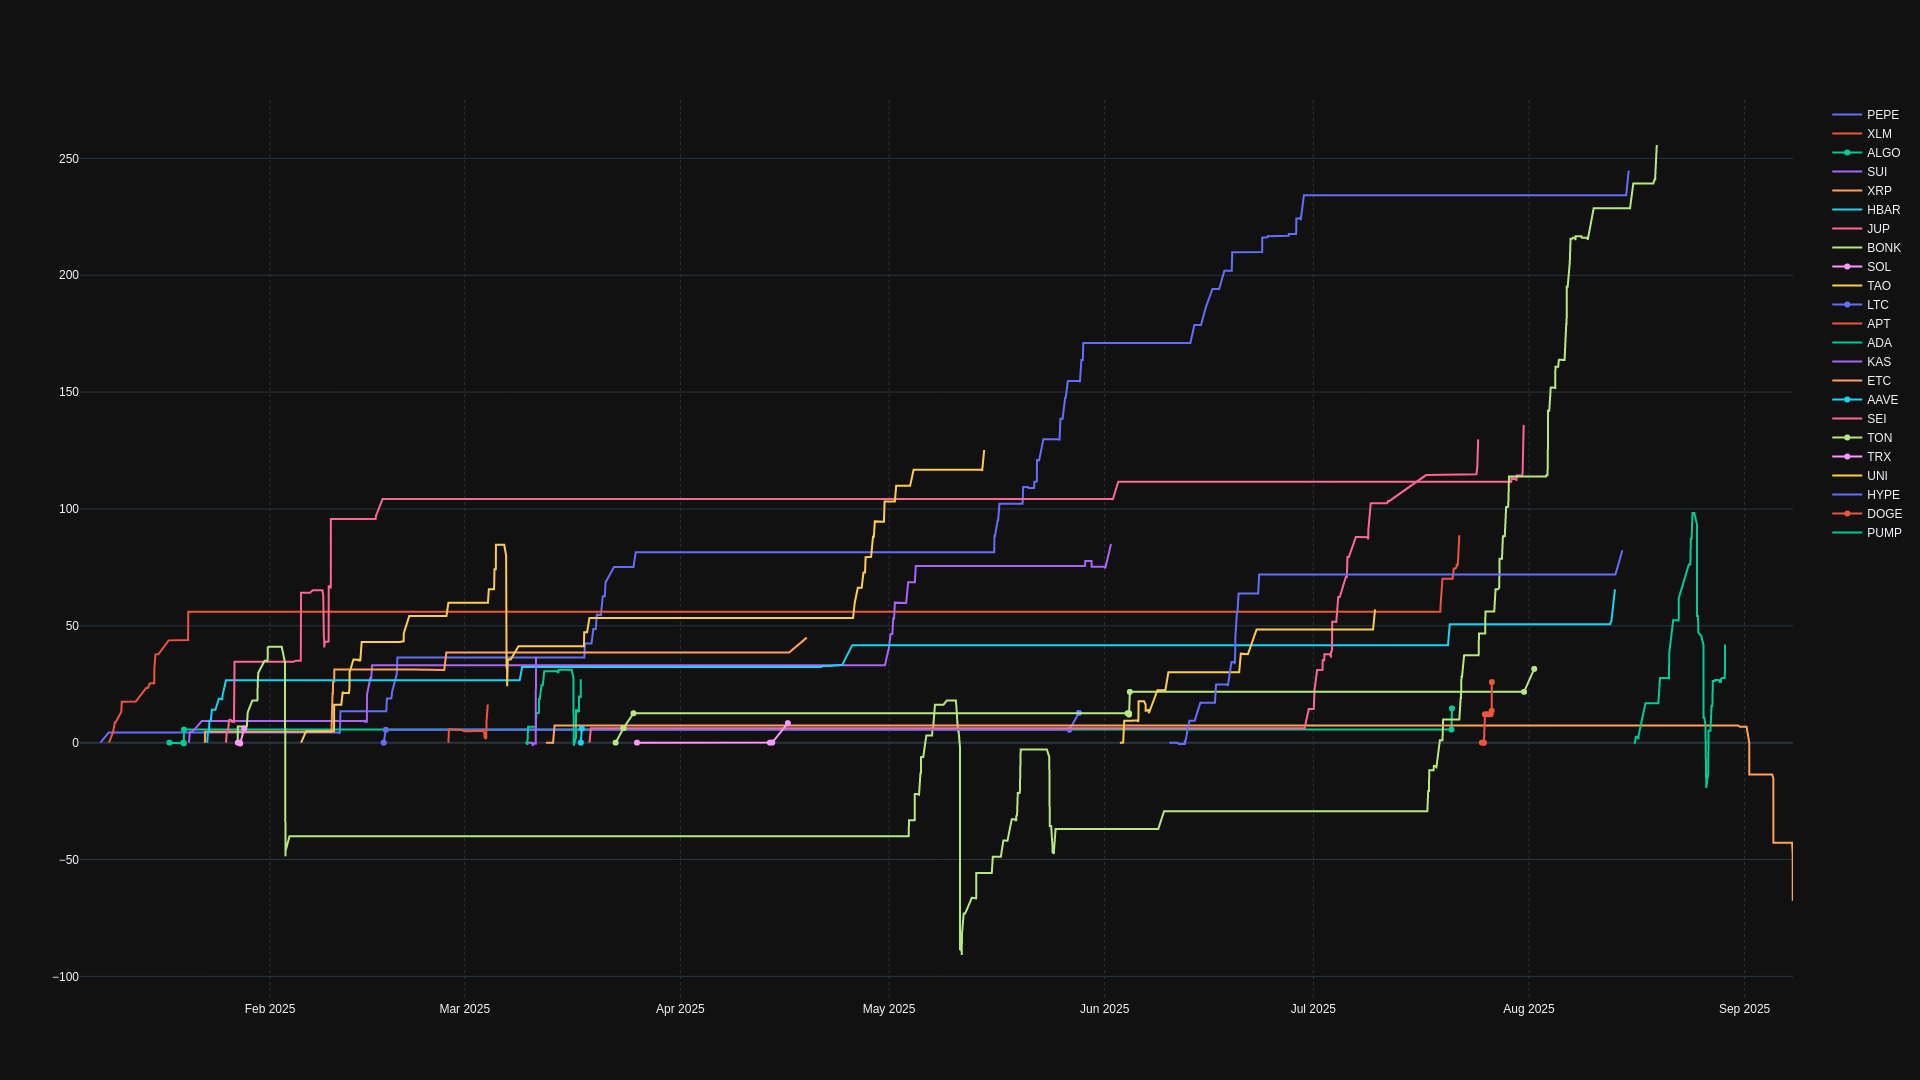 250
200
150
100
50
0
−50
−100
Feb 2025
Mar 2025
Apr 2025
May 2025
Jun 2025
Jul 2025
Aug 2025
Sep 2025
PEPE
XLM
ALGO
SUI
XRP
HBAR
JUP
BONK
SOL
TAO
LTC
APT
ADA
KAS
ETC
AAVE
SEI
TON
TRX
UNI
HYPE
DOGE
PUMP